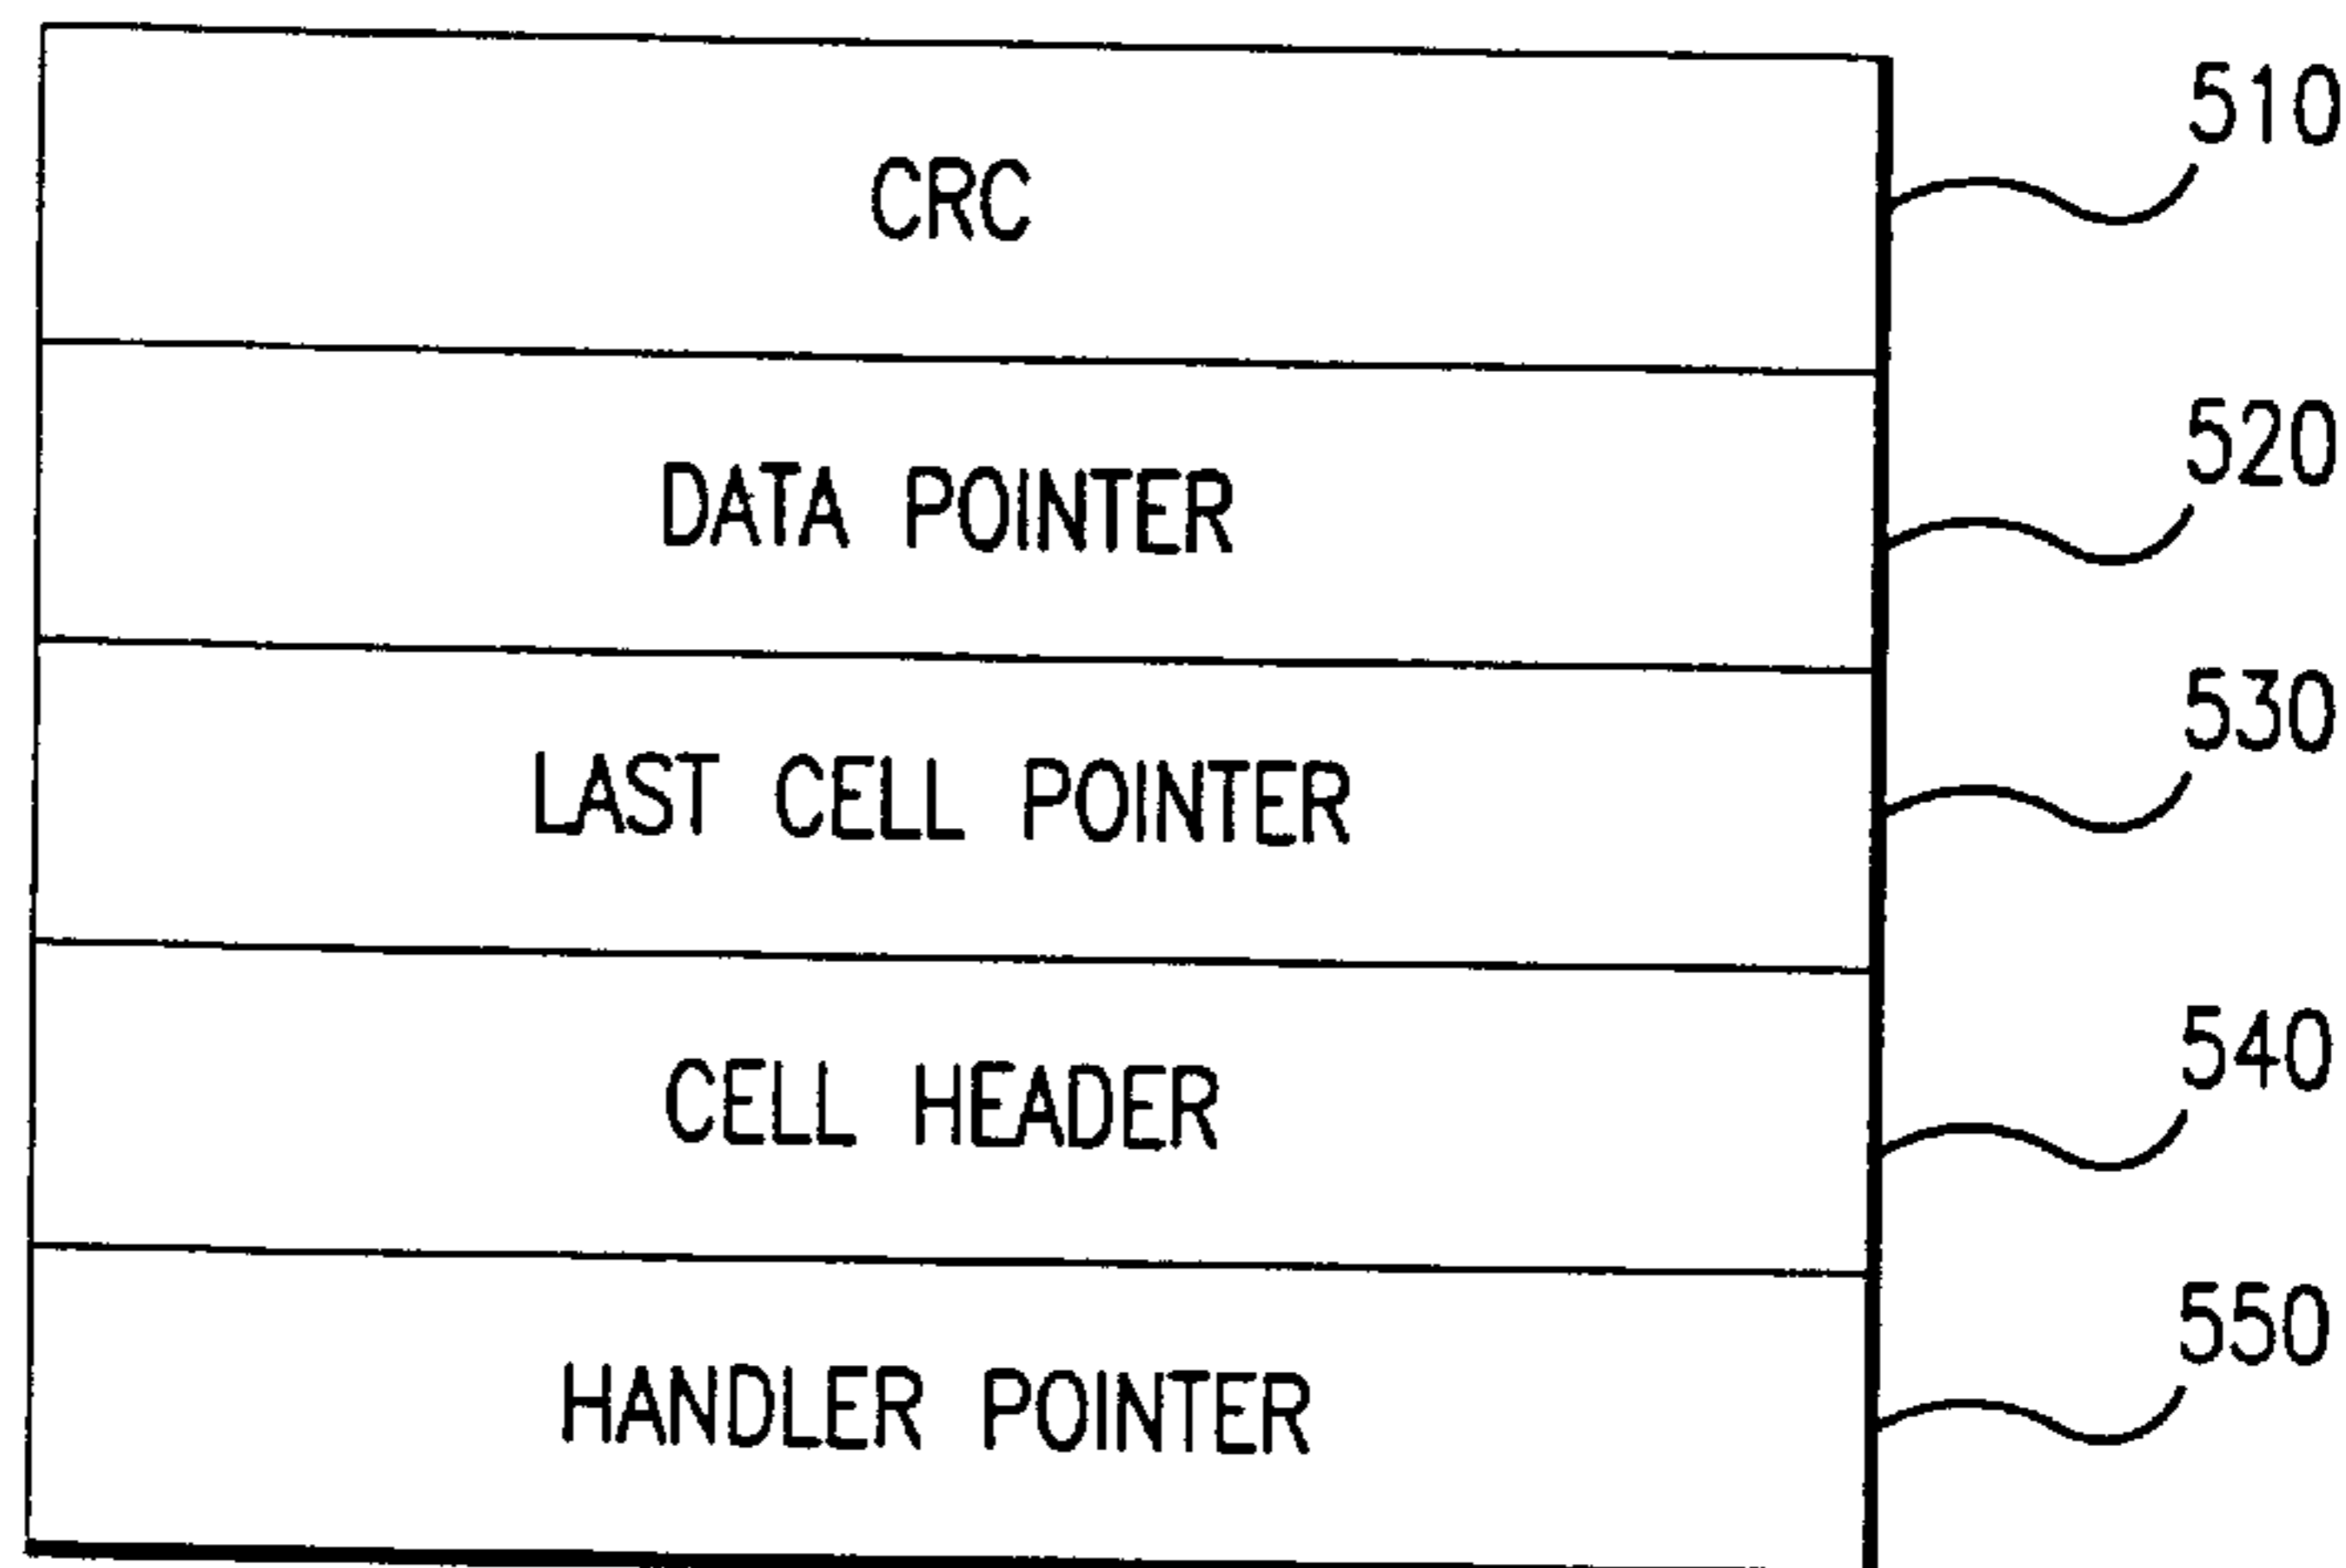 510
CRC
520
DATA POINTER
530
LAST CELL POINTER
540
CELL HEADER
550
HANDLER POINTER